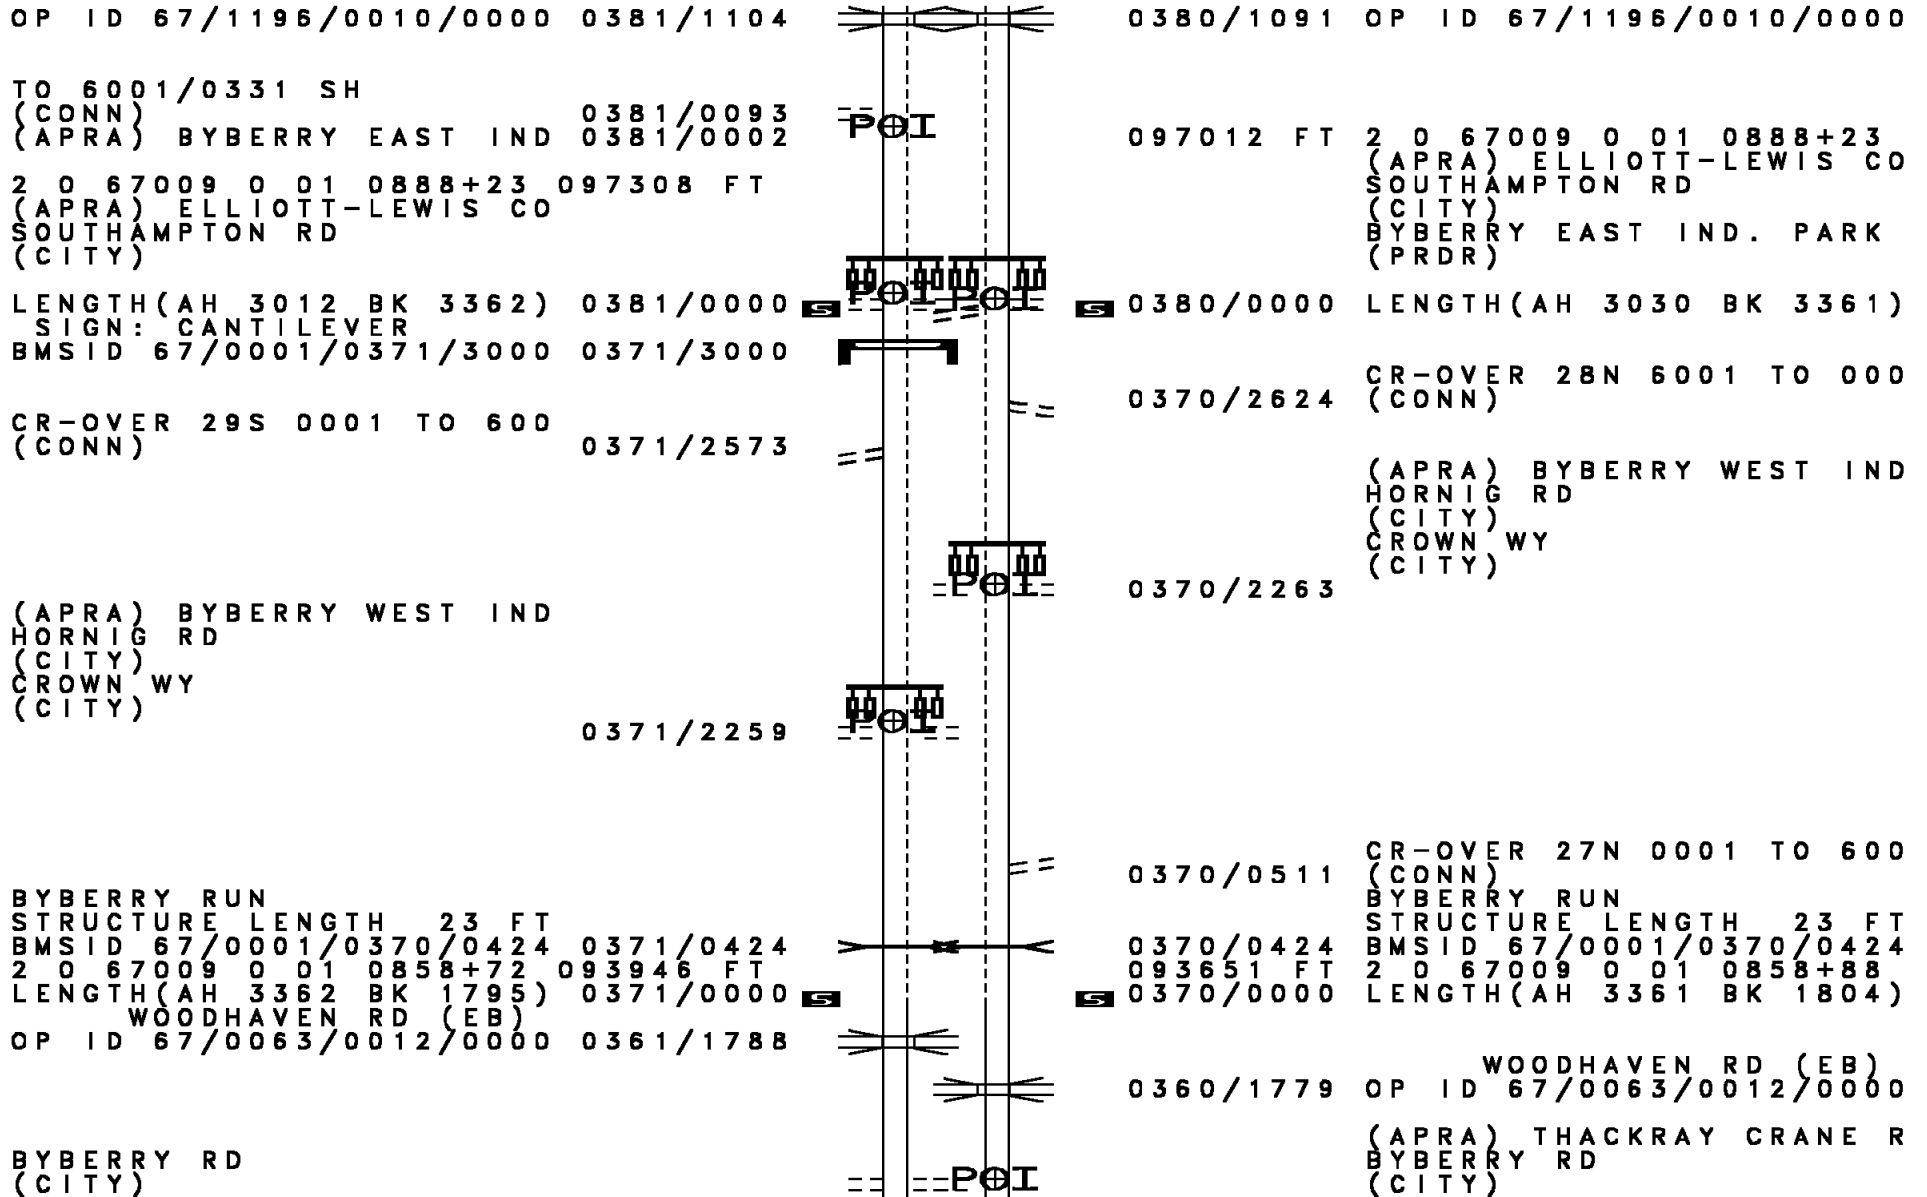 OP ID 67/1196/0010/0000 0381/1104
TO 6001/0331 SH
(CONN) 0381/0093
(APRA) BYBERRY EAST IND 0381/0002
2 0 67009 0 01 0888+23 097308 FT
(APRA) ELLIOTT-LEWIS CO
SOUTHAMPTON RD
(CITY)
LENGTH(AH 3012 BK 3362) 0381/0000
SIGN: CANTILEVER
BMSID 67/0001/0371/3000 0371/3000
CR-OVER 29S 0001 TO 600
(CONN) 0371/2573
(APRA) BYBERRY WEST IND
HORNIG RD
(CITY)
CROWN WY
(CITY)
0371/2259
BYBERRY RUN
STRUCTURE LENGTH 23 FT
BMSID 67/0001/0370/0424 0371/0424
2 0 67009 0 01 0858+72 093946 FT
LENGTH(AH 3362 BK 1795) 0371/0000
WOODHAVEN RD (EB)
OP ID 67/0063/0012/0000 0361/1788
BYBERRY RD
(CITY)
POI
S
POI
POI
S
POI
POI
S
S
POI
0380/1091 OP ID 67/1196/0010/0000
097012 FT 2 0 67009 0 01 0888+23
(APRA) ELLIOTT-LEWIS CO
SOUTHAMPTON RD
(CITY)
BYBERRY EAST IND. PARK
(PRDR)
0380/0000 LENGTH(AH 3030 BK 3361)
CR-OVER 28N 6001 TO 000
0370/2624 (CONN)
(APRA) BYBERRY WEST IND
HORNIG RD
(CITY)
CROWN WY
(CITY)
0370/2263
CR-OVER 27N 0001 TO 600
0370/0511 (CONN)
BYBERRY RUN
STRUCTURE LENGTH 23 FT
0370/0424 BMSID 67/0001/0370/0424
093651 FT 2 0 67009 0 01 0858+88
0370/0000 LENGTH(AH 3361 BK 1804)
WOODHAVEN RD (EB)
0360/1779 OP ID 67/0063/0012/0000
(APRA) THACKRAY CRANE R
BYBERRY RD
(CITY)